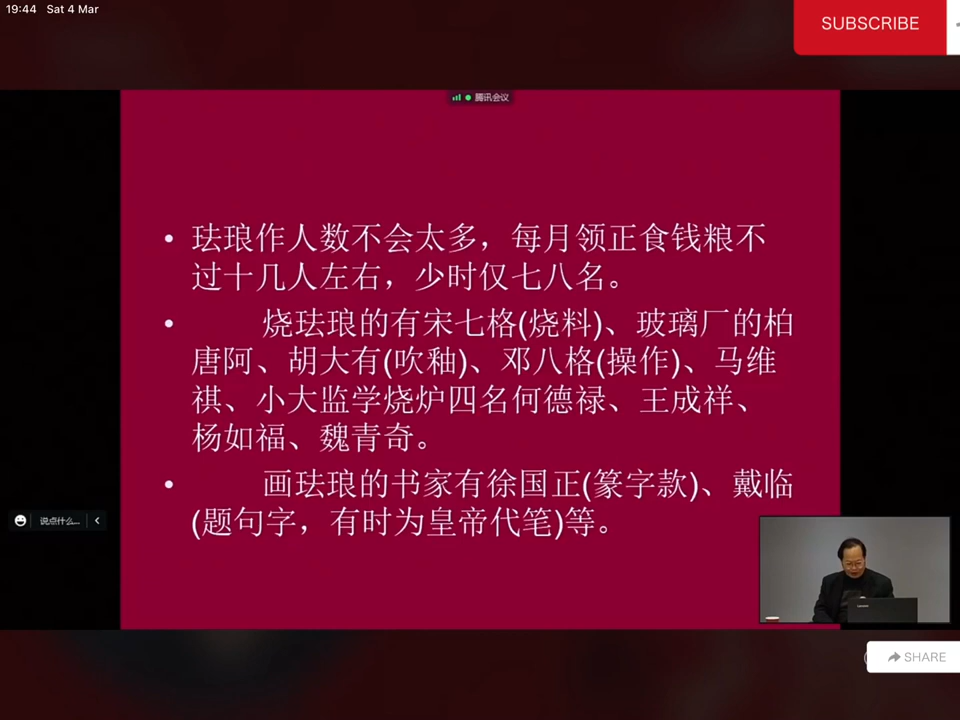 19:44 Sat 4 Mar
SUBSCRIBE
腾讯会议
• 珐琅作人数不会太多，每月领正食钱粮不
过十几人左右，少时仅七八名。
• 烧珐琅的有宋七格(烧料)、玻璃厂的柏
唐阿、胡大有(吹釉)、邓八格(操作)、马维
祺、小大监学烧炉四名何德禄、王成祥、
杨如福、魏青奇。
• 画珐琅的书家有徐国正(篆字款)、戴临
(题句字，有时为皇帝代笔)等。
说点什么...
SHARE